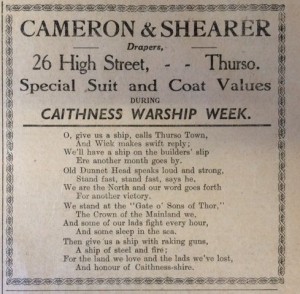 CAMERON & SHEARER
Drapers,
26 High Street, - - Thurso.
Special Suit and Coat Values
DURING
CAITHNESS WARSHIP WEEK.
O, give us a ship, calls Thurso Town,
And Wick makes swift reply;
We'll have a ship on the builders' slip
Ere another month goes by.
Old Dunnet Head speaks loud and strong,
Stand fast, stand fast, says he,
We are the North and our word goes forth
For another victory.
We stand at the "Gate o' Sons of Thor,"
The Crown of the Mainland we,
And some of our lads fight every hour,
And some sleep in the sea.
Then give us a ship with raking guns,
A ship of steel and fire;
For the land we love and the lads we've lost,
And honour of Caithness-shire.